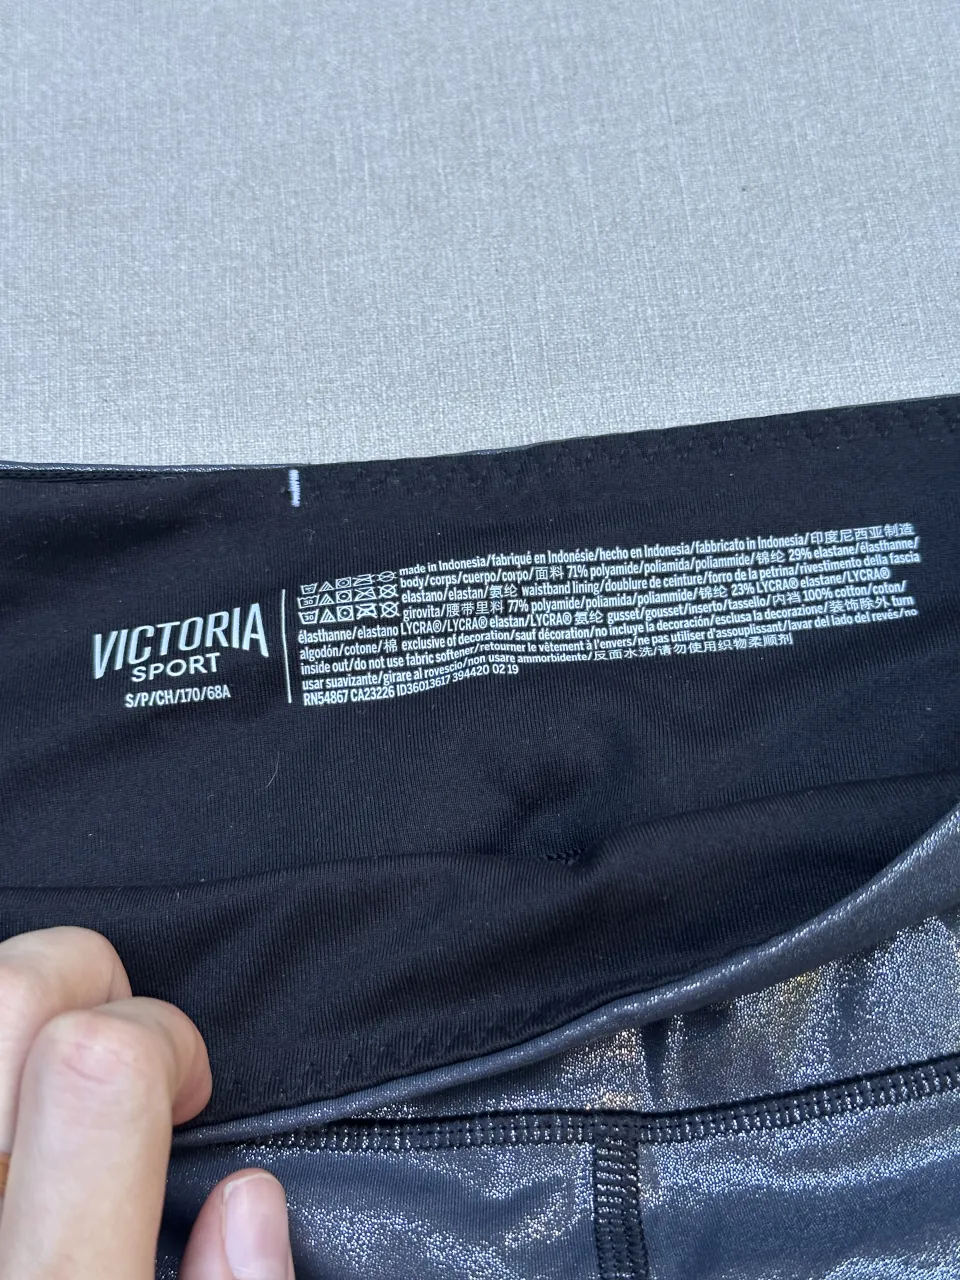 VICTORIA
SPORT
S/P/CH/170/68A
made in Indonesia/fabriqué en Indonésie/hecho en Indonesia/fabbricato in Indonesia/印度尼西亚制造
body/corps/cuerpo/corpo/面料 71% polyamide/poliamida/poliammide/锦纶 29% elastane/élasthanne/
elastano/elastan/氨纶 waistband lining/doublure de ceinture/forro de la petrina/rivestimento della fascia
girovita/腰带里料 77% polyamide/poliamida/poliammide/锦纶 23% LYCRA® elastane/LYCRA®
élasthanne/elastano LYCRA®/LYCRA® elastan/LYCRA® 氨纶 gusset/gousset/inserto/tassello/内裆 100% cotton/coton/
algodón/cotone/棉 exclusive of decoration/sauf décoration/no incluye la decoración/esclusa la decorazione/装饰除外 turn
inside out/do not use fabric softener/retourner le vêtement à l'envers/ne pas utiliser d'assouplissant/lavar del lado del revés/no
usar suavizante/girare al rovescio/non usare ammorbidente/反面水洗/请勿使用织物柔顺剂
RN54867 CA23226 ID36013617 394420 02 19